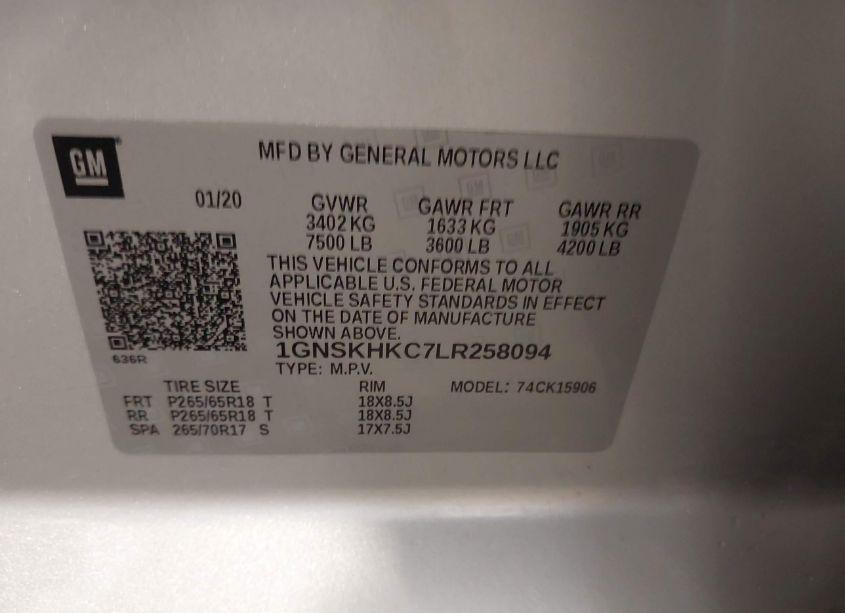 GM
MFD BY GENERAL MOTORS LLC
01/20
GVWR GAWR FRT GAWR RR
3402 KG 1633 KG 1905 KG
7500 LB 3600 LB 4200 LB
THIS VEHICLE CONFORMS TO ALL
APPLICABLE U.S. FEDERAL MOTOR
VEHICLE SAFETY STANDARDS IN EFFECT
ON THE DATE OF MANUFACTURE
SHOWN ABOVE.
636R
1GNSKHKC7LR258094
TYPE: M.P.V.
TIRE SIZE RIM MODEL: 74CK15906
FRT P265/65R18 T 18X8.5J
RR P265/65R18 T 18X8.5J
SPA 265/70R17 S 17X7.5J